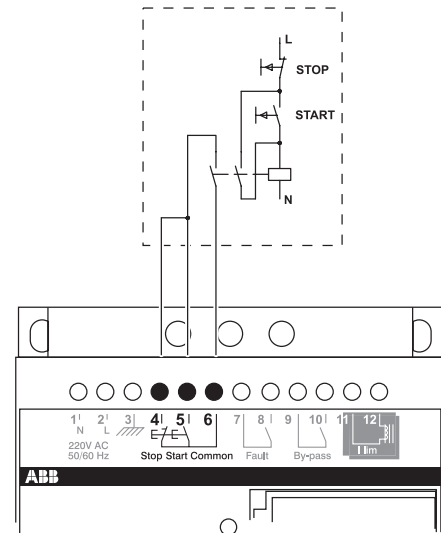 L
STOP
START
N
1 2 3 4 5 6 7 8 9 10 11 12
N L
220V AC
50/60 Hz
Stop Start Common Fault By-pass I lim
ABB